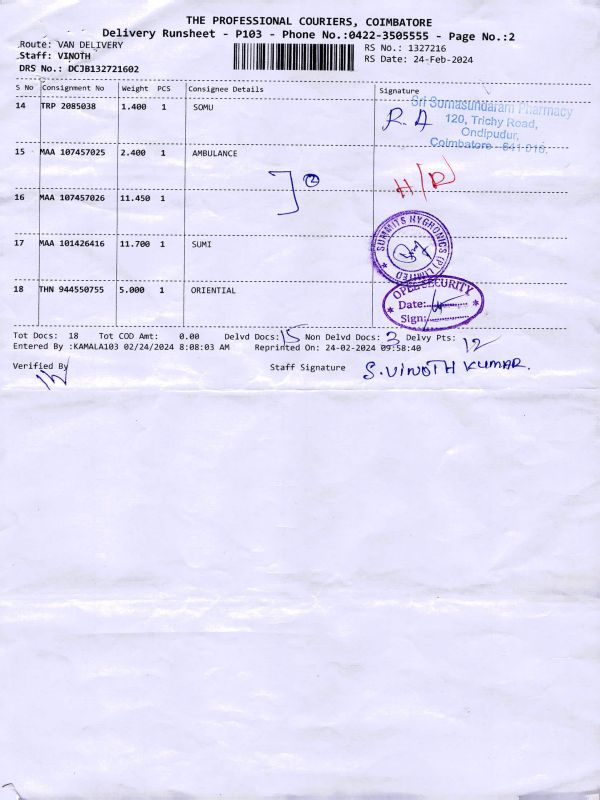 THE PROFESSIONAL COURIERS, COIMBATORE
Delivery Runsheet - P103 - Phone No.:0422-3505555 - Page No.:2
Route: VAN DELIVERY
Staff: VINOTH
DRS No.: DCJB132721602
RS No.: 1327216
RS Date: 24-Feb-2024
S No Consignment No Weight PCS Consignee Details Signature
14 TRP 2085038 1.400 1 SOMU
R.A
Sri Somasundaram Pharmacy
120, Trichy Road,
Ondipudur,
Coimbatore - 641 016.
15 MAA 107457025 2.400 1 AMBULANCE
2
H/R
16 MAA 107457026 11.450 1
17 MAA 101426416 11.700 1 SUMI
SUMMITS HYGRONICS (P) LIMITED
18 THN 944550755 5.000 1 ORIENTIAL
SECURITY
Date:
Sign:
Tot Docs: 18 Tot COD Amt: 0.00 Delvd Docs: 15 Non Delvd Docs: 3 Delvy Pts: 12
Entered By :KAMALA103 02/24/2024 8:08:03 AM Reprinted On: 24-02-2024 09:58:40
Verified By
Staff Signature S.VINOTH KUMAR.